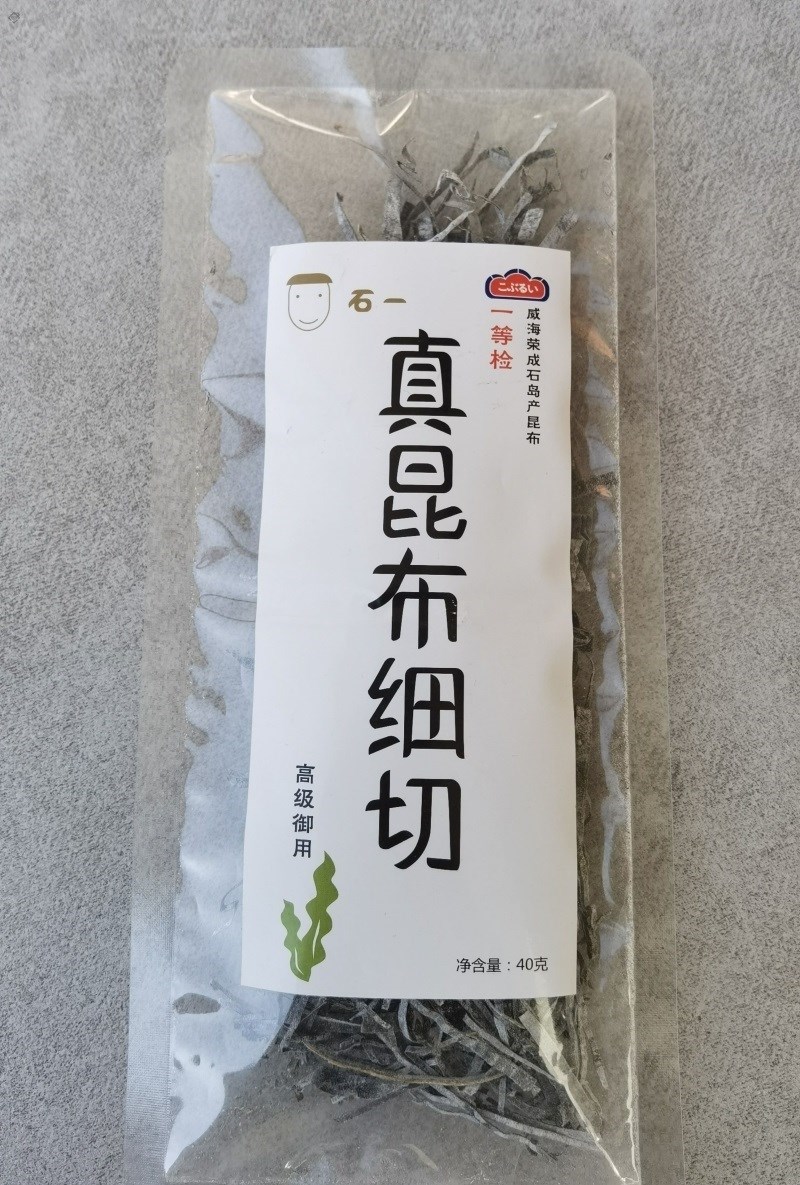 石一
こぶるい
一等检
威海荣成石岛产昆布
真昆布细切
高级御用
净含量：40克